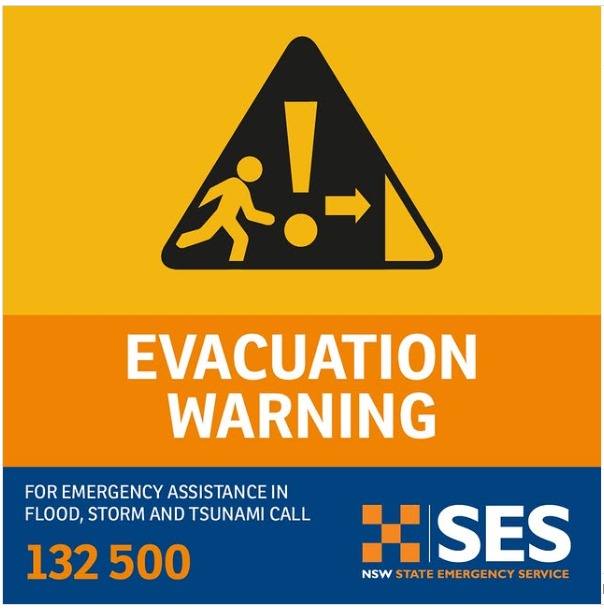 EVACUATION
WARNING
FOR EMERGENCY ASSISTANCE IN
FLOOD, STORM AND TSUNAMI CALL
132 500
SES
NSW STATE EMERGENCY SERVICE